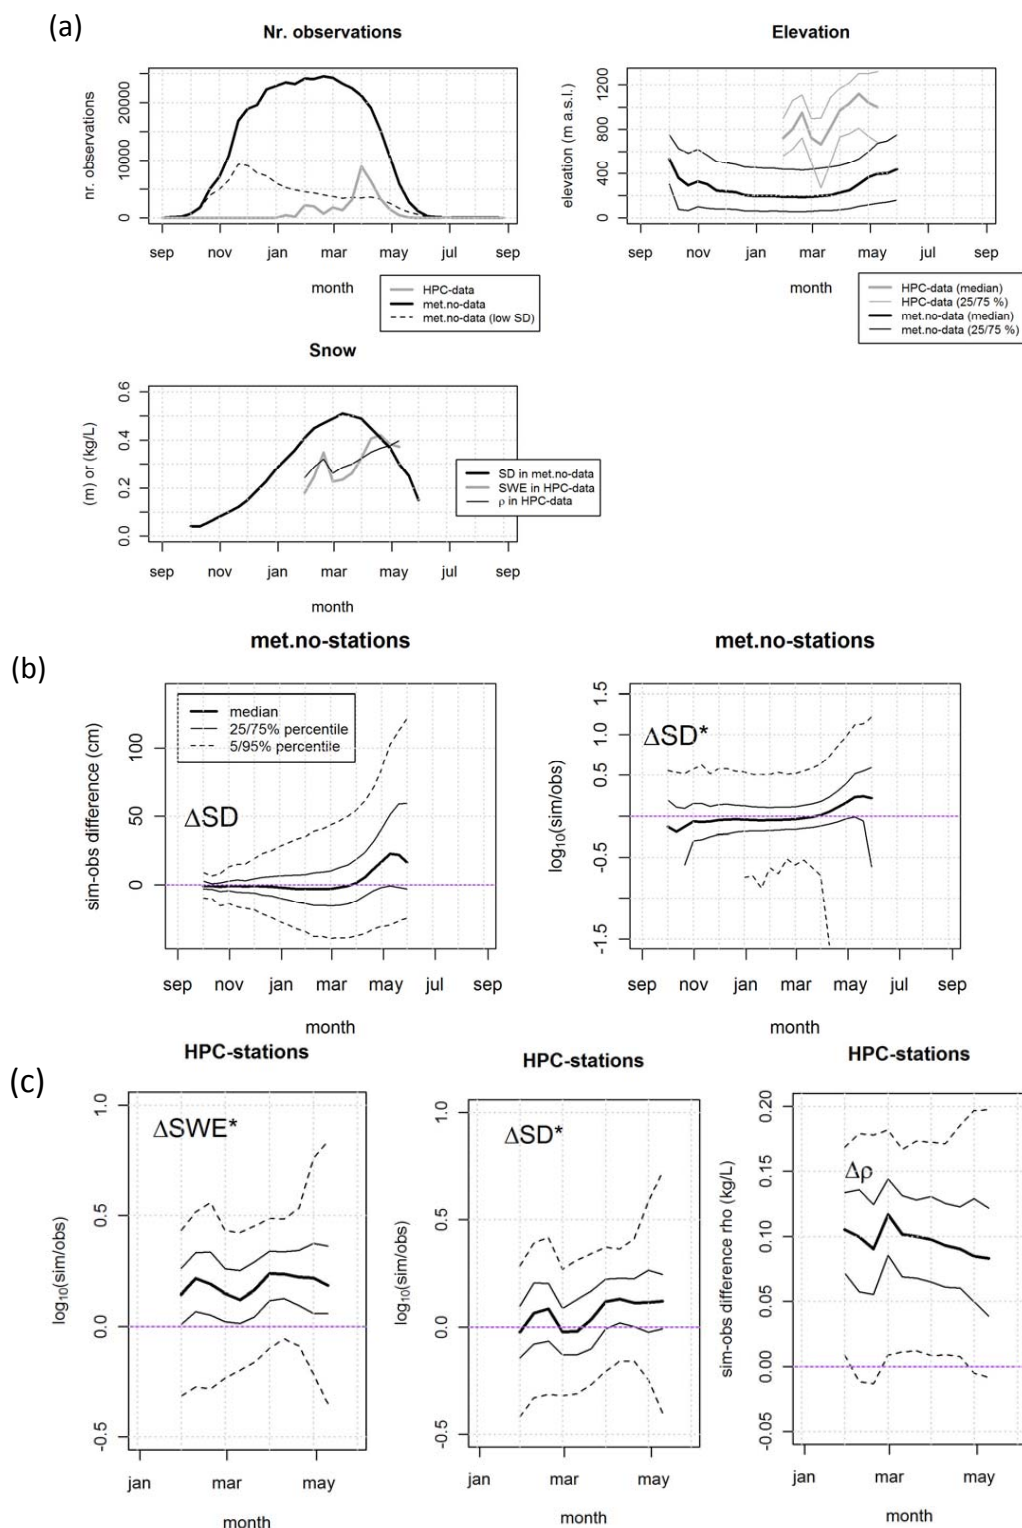 (a)
Nr. observations
nr. observations
0
10000
20000
sep nov jan mar may jul sep
month
HPC-data
met.no-data
met.no-data (low SD)
Elevation
elevation (m a.s.l.)
0
400
800
1200
sep nov jan mar may jul sep
month
HPC-data (median)
HPC-data (25/75 %)
met.no-data (median)
met.no-data (25/75 %)
Snow
(m) or (kg/L)
0.0
0.2
0.4
0.6
sep nov jan mar may jul sep
month
SD in met.no-data
SWE in HPC-data
ρ in HPC-data
(b)
met.no-stations
sim-obs difference (cm)
0
50
100
median
25/75% percentile
5/95% percentile
ΔSD
sep nov jan mar may jul sep
month
met.no-stations
log10(sim/obs)
-1.5
-0.5
0.5
1.0
1.5
ΔSD*
sep nov jan mar may jul sep
month
(c)
HPC-stations
log10(sim/obs)
-0.5
0.0
0.5
1.0
ΔSWE*
jan mar may
month
HPC-stations
log10(sim/obs)
-0.5
0.0
0.5
1.0
ΔSD*
jan mar may
month
HPC-stations
sim-obs difference rho (kg/L)
-0.05
0.00
0.05
0.10
0.15
0.20
Δρ
jan mar may
month